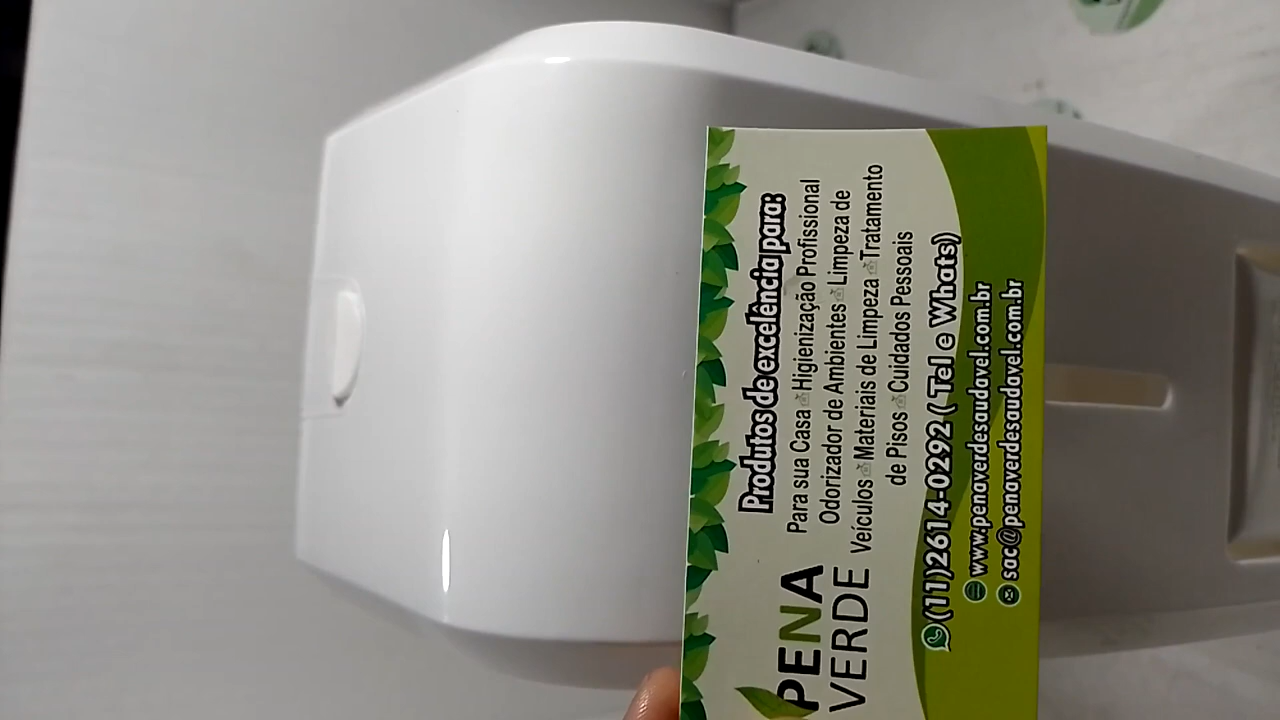 PENA
VERDE
Produtos de excelência para:
Para sua Casa Higienização Profissional
Odorizador de Ambientes Limpeza de
Veículos Materiais de Limpeza Tratamento
de Pisos Cuidados Pessoais
(11)2614-0292 ( Tel e Whats)
www.penaverdesaudavel.com.br
sac@penaverdesaudavel.com.br